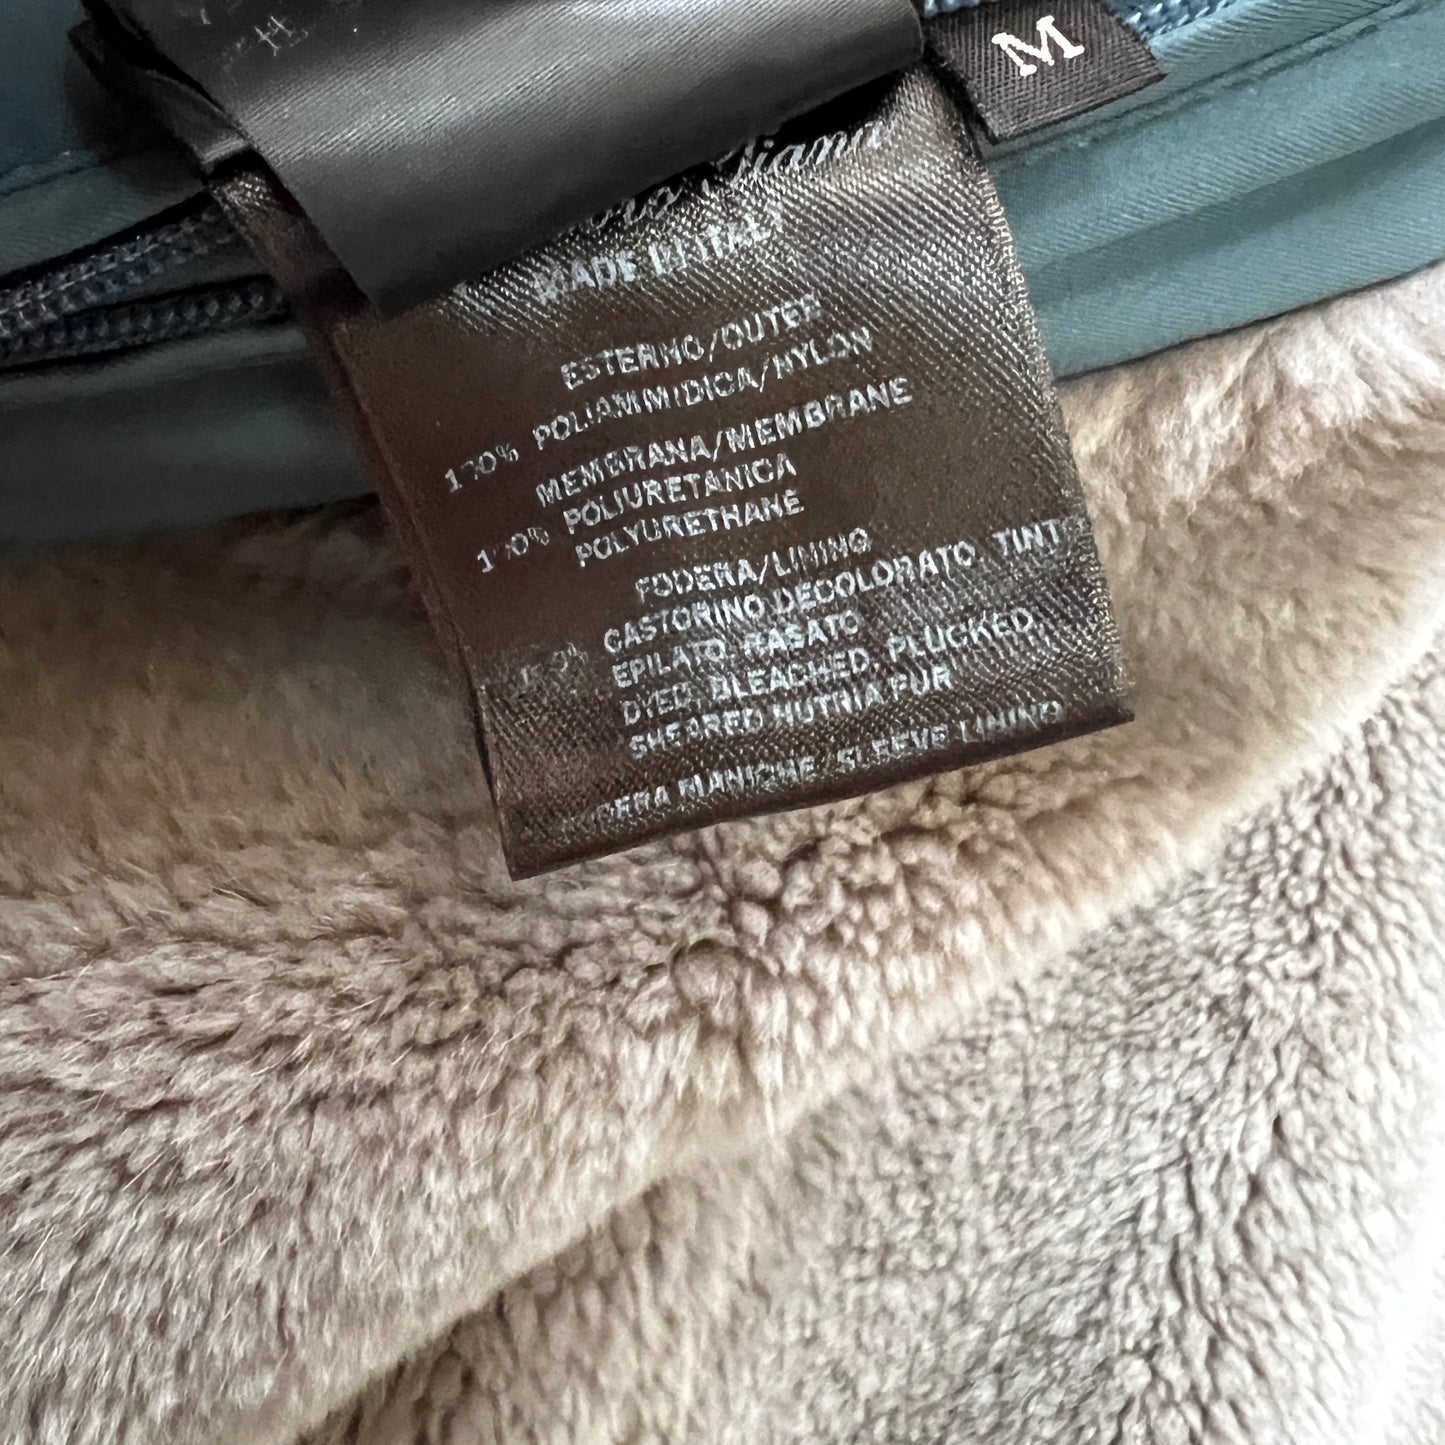 M
MADE IN ITALY
ESTERNO/OUTER
100% POLIAMMIDICA/NYLON
MEMBRANA/MEMBRANE
100% POLIURETANICA
POLYURETHANE
FODERA/LINING
100% CASTORINO DECOLORATO, TINTO
EPILATO, RASATO
DYED, BLEACHED, PLUCKED,
SHEARED NUTRIA FUR
MANICHE/SLEEVE LINING